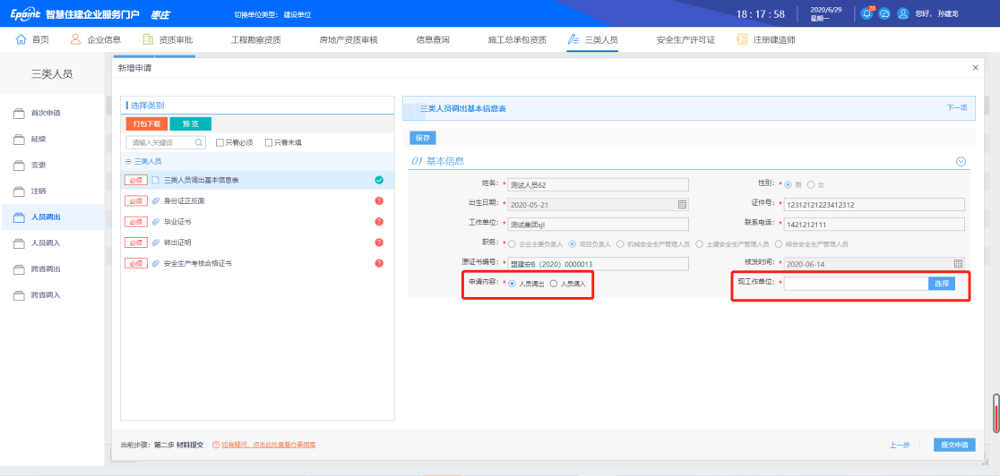 Epoint 智慧住建企业服务门户 枣庄 切换单位类型: 建设单位 18 : 17 : 58 2020/6/29 星期一 28 您好, 孙建龙
首页 企业信息 资质审批 工程勘察资质 房地产资质审核 信息查询 施工总承包资质 三类人员 安全生产许可证 注册建造师
三类人员
首次申请
延续
变更
注销
人员调出
人员调入
跨省调出
跨省调入
新增申请 ×
选择类别
打包下载 预 览
请输入关键词 只看必须 只看未填
三类人员
必须 三类人员调出基本信息表
必须 身份证正反面
必须 毕业证书
必须 转出证明
必须 安全生产考核合格证书
三类人员调出基本信息表 下一项
保存
01 基本信息
姓名: * 测试人员62 性别: * 男 女
出生日期: * 2020-05-21 证件号: * 12312121223412312
工作单位: * 测试集团sjl 联系电话: * 1421212111
职务: * 企业主要负责人 项目负责人 机械安全生产管理人员 土建安全生产管理人员 综合安全生产管理人员
原证书编号: * 盟建安B（2020）0000013 核发时间: * 2020-06-14
申请内容: * 人员调出 人员调入 现工作单位: * 选择
当前步骤: 第二步 材料提交 如有疑问, 点击此处查看办事指南 上一步 提交申请